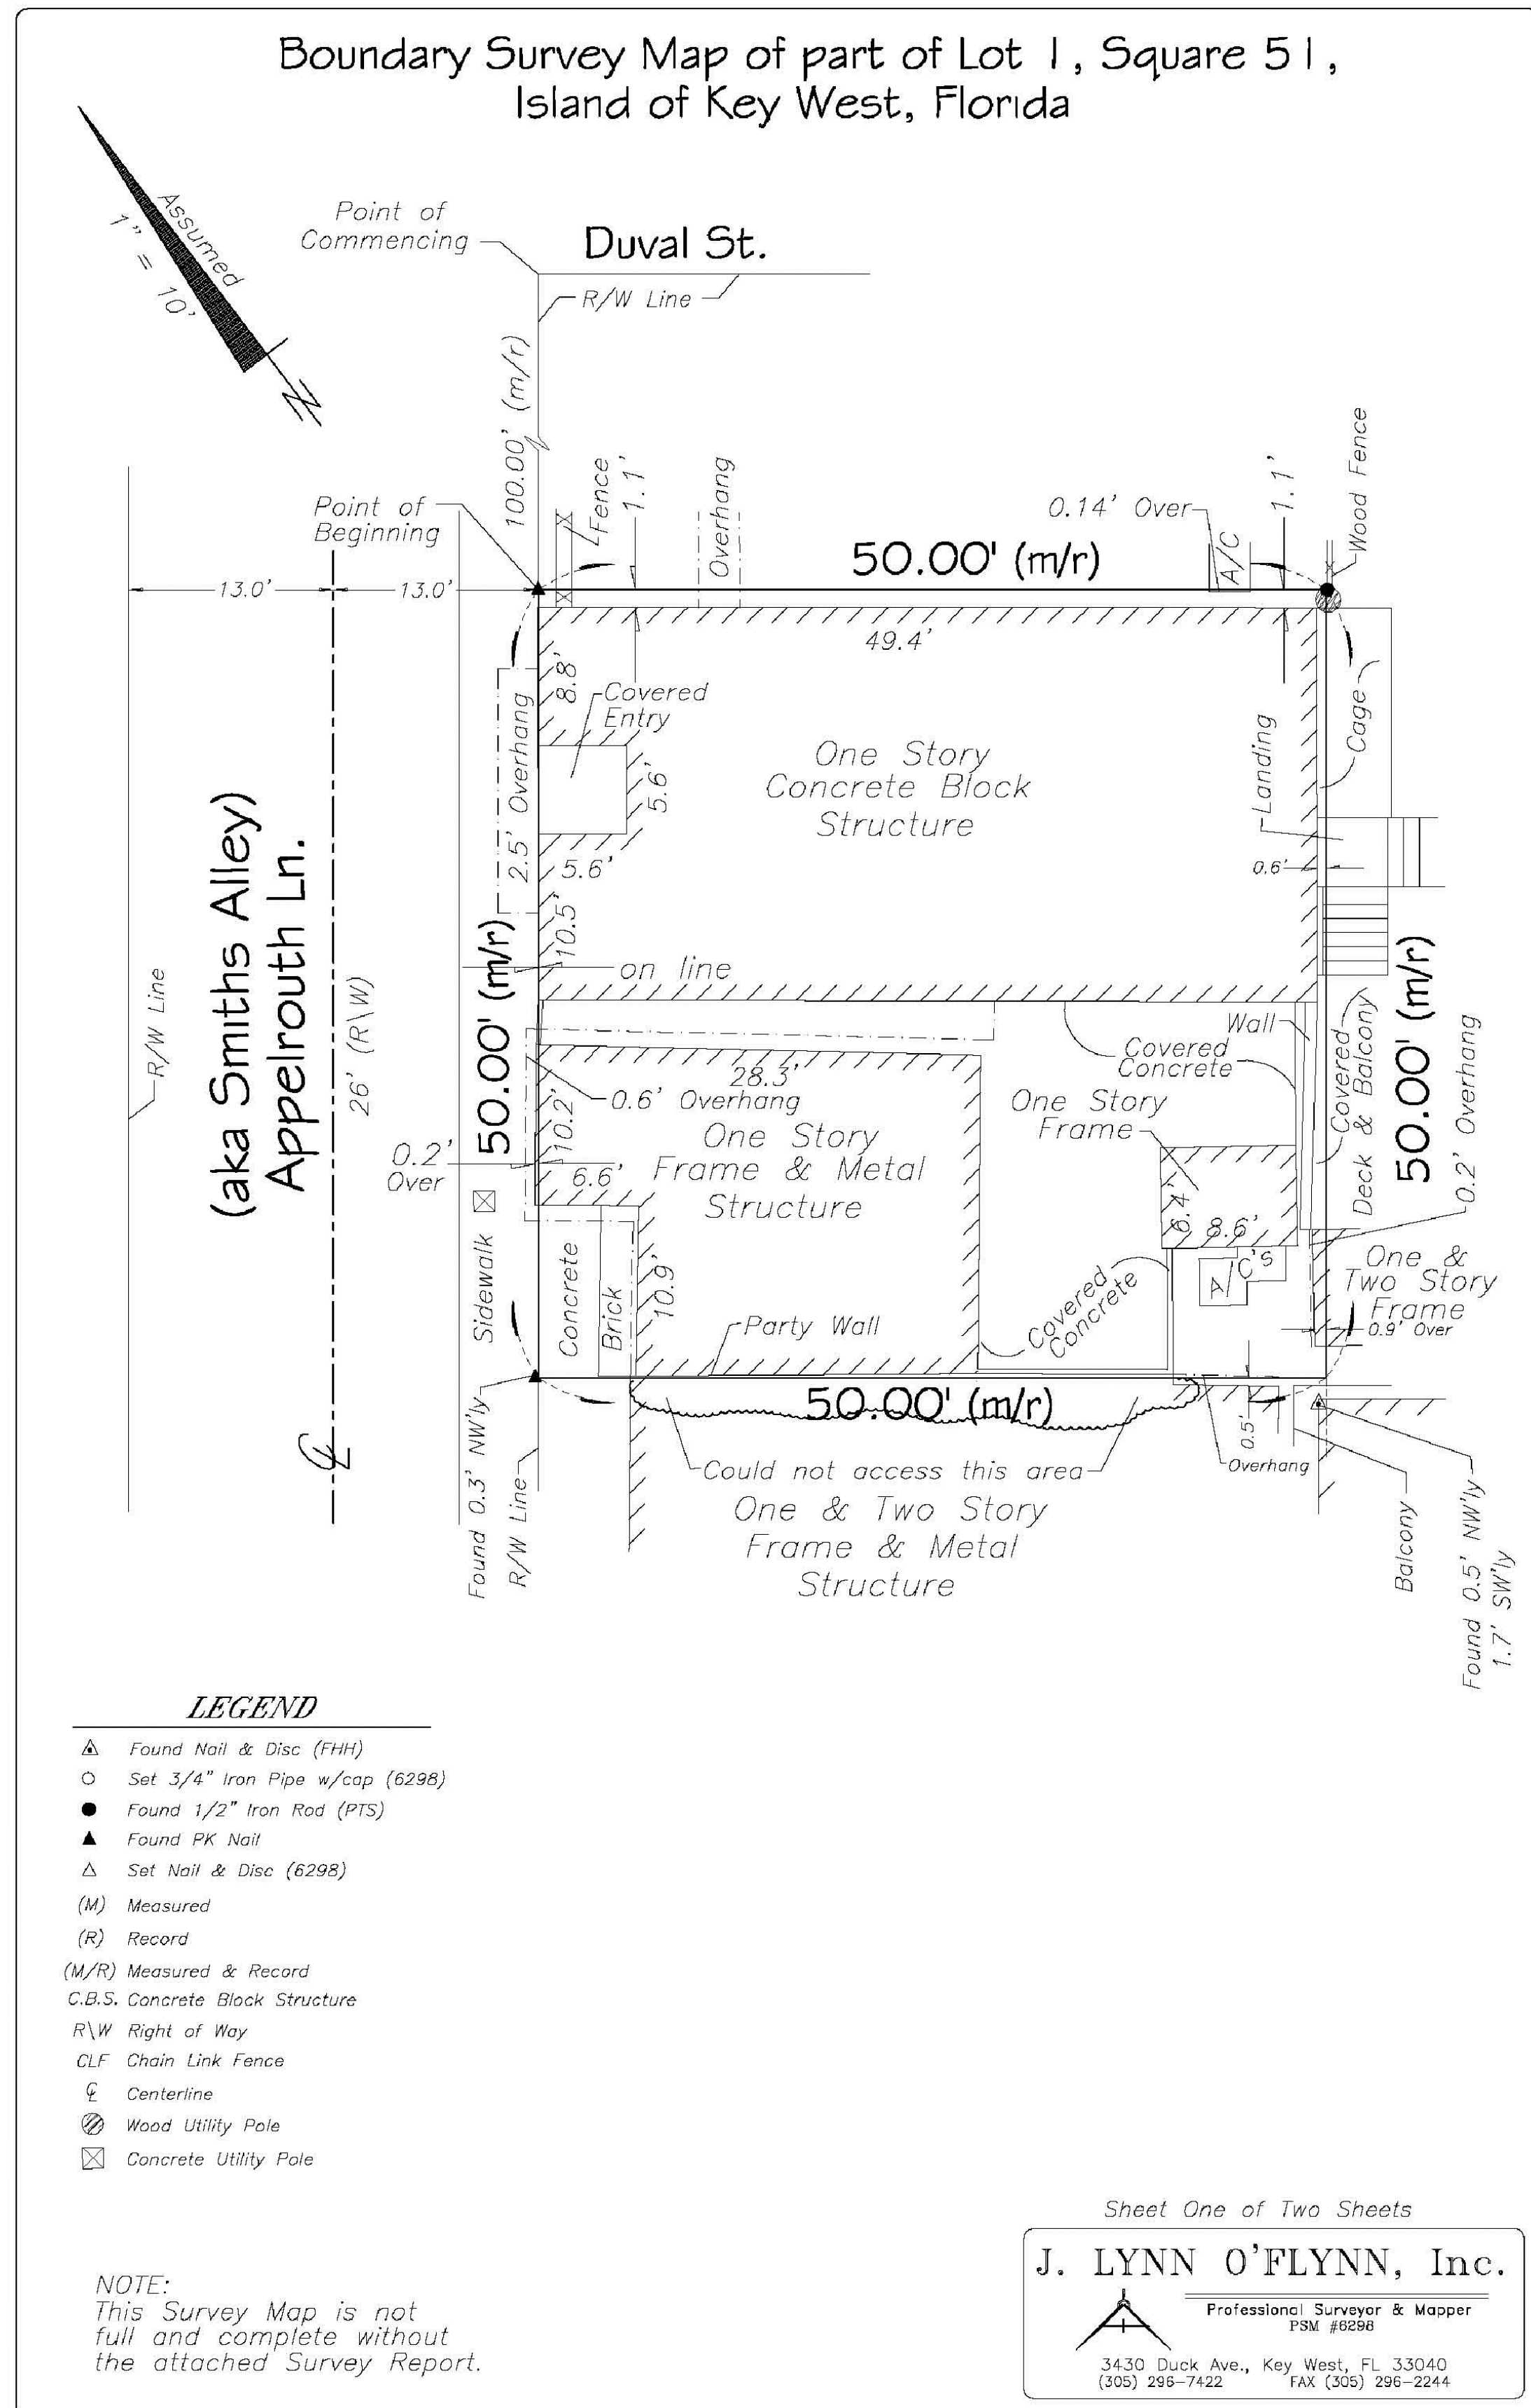 Boundary Survey Map of part of Lot 1, Square 51,
Island of Key West, Florida
Assumed
1" = 10'
N
Point of
Commencing
Duval St.
R/W Line
100.00' (m/r)
Point of
Beginning
Fence
1.1'
Overhang
50.00' (m/r)
0.14' Over
A/C
1.1'
Wood Fence
13.0'
13.0'
49.4'
8.8'
Covered
Entry
2.5' Overhang
5.6'
5.6'
10.5'
One Story
Concrete Block
Structure
Landing
Cage
0.6'
(aka Smiths Alley)
Appelrouth Ln.
R/W Line
26' (R\W)
50.00' (m/r)
on line
Wall
Covered
Concrete
Covered
Deck & Balcony
50.00' (m/r)
0.2' Overhang
28.3'
0.6' Overhang
10.2'
One Story
Frame & Metal
Structure
One Story
Frame
0.2'
Over
6.6'
6.4'
8.6'
A/C's
Sidewalk
Concrete
Brick
10.9'
Party Wall
Covered
Concrete
One &
Two Story
Frame
0.9' Over
50.00' (m/r)
0.5'
Overhang
Could not access this area
One & Two Story
Frame & Metal
Structure
Found 0.3' NW'ly
R/W Line
℄
Balcony
Found 0.5' NW'ly
1.7' SW'ly
LEGEND
Found Nail & Disc (FHH)
Set 3/4" Iron Pipe w/cap (6298)
Found 1/2" Iron Rod (PTS)
Found PK Nail
Set Nail & Disc (6298)
(M) Measured
(R) Record
(M/R) Measured & Record
C.B.S. Concrete Block Structure
R\W Right of Way
CLF Chain Link Fence
℄ Centerline
Wood Utility Pole
Concrete Utility Pole
NOTE:
This Survey Map is not
full and complete without
the attached Survey Report.
Sheet One of Two Sheets
J. LYNN O'FLYNN, Inc.
Professional Surveyor & Mapper
PSM #6298
3430 Duck Ave., Key West, FL 33040
(305) 296-7422 FAX (305) 296-2244